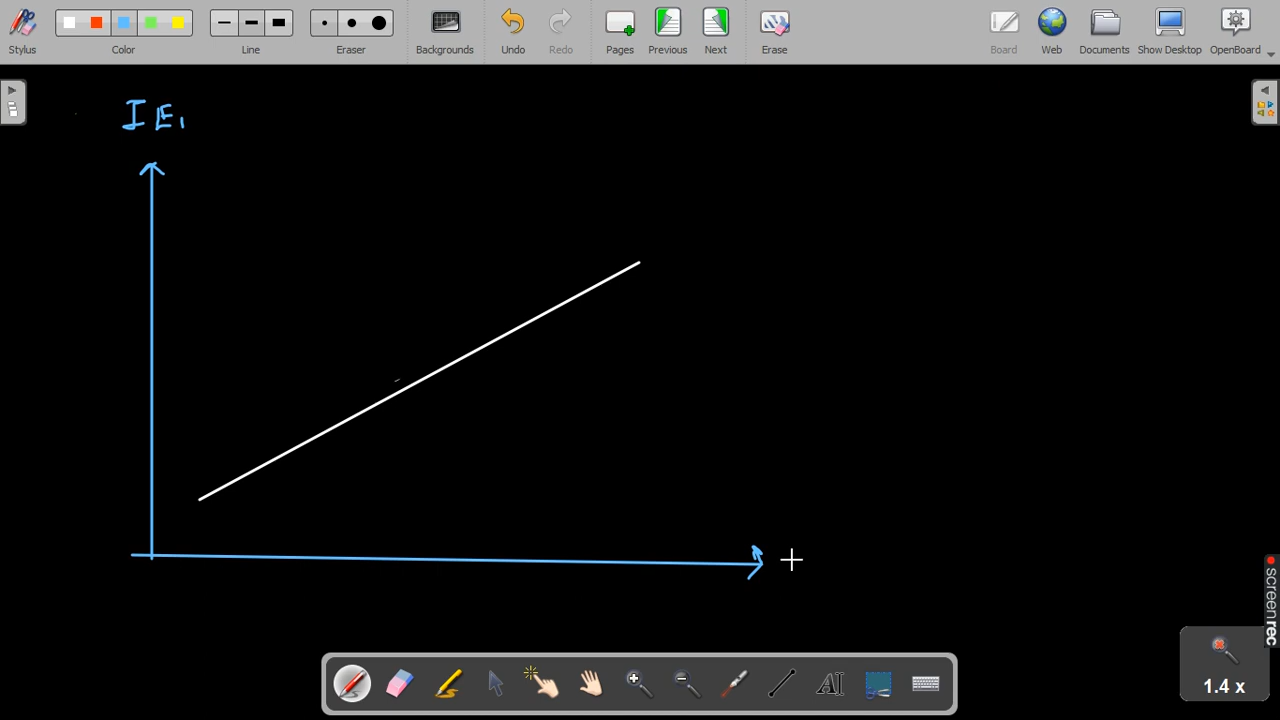 Stylus
Color
Line
Eraser
Backgrounds
Undo
Redo
Pages
Previous
Next
Erase
Board
Web
Documents
Show Desktop
OpenBoard
IE₁
AI
screenrec
1.4 x